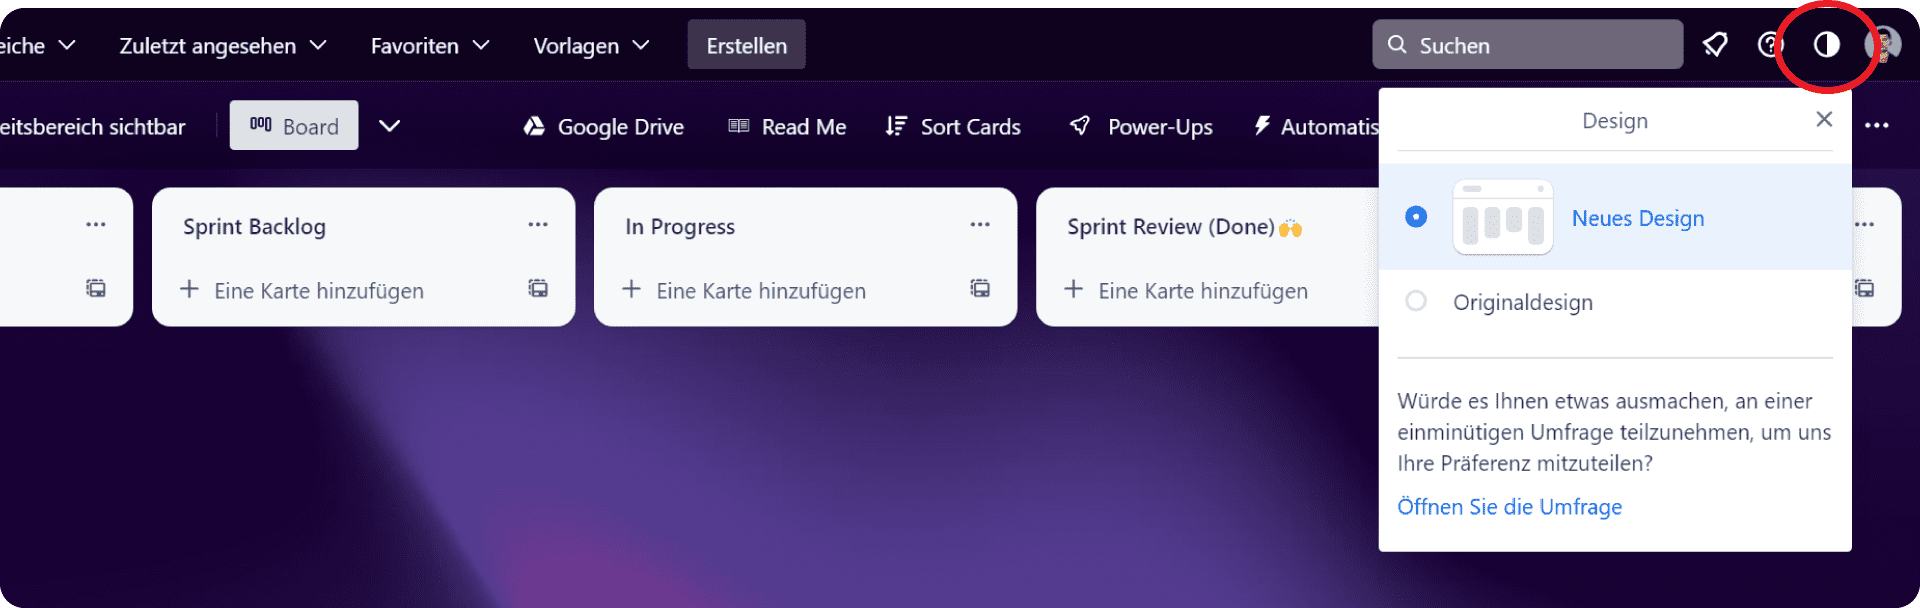 eiche
Zuletzt angesehen
Favoriten
Vorlagen
Erstellen
Suchen
eitsbereich sichtbar
Board
Google Drive
Read Me
Sort Cards
Power-Ups
Automatis
Design
Sprint Backlog
In Progress
Sprint Review (Done)🙌
Eine Karte hinzufügen
Eine Karte hinzufügen
Eine Karte hinzufügen
Neues Design
Originaldesign
Würde es Ihnen etwas ausmachen, an einer
einminütigen Umfrage teilzunehmen, um uns
Ihre Präferenz mitzuteilen?
Öffnen Sie die Umfrage